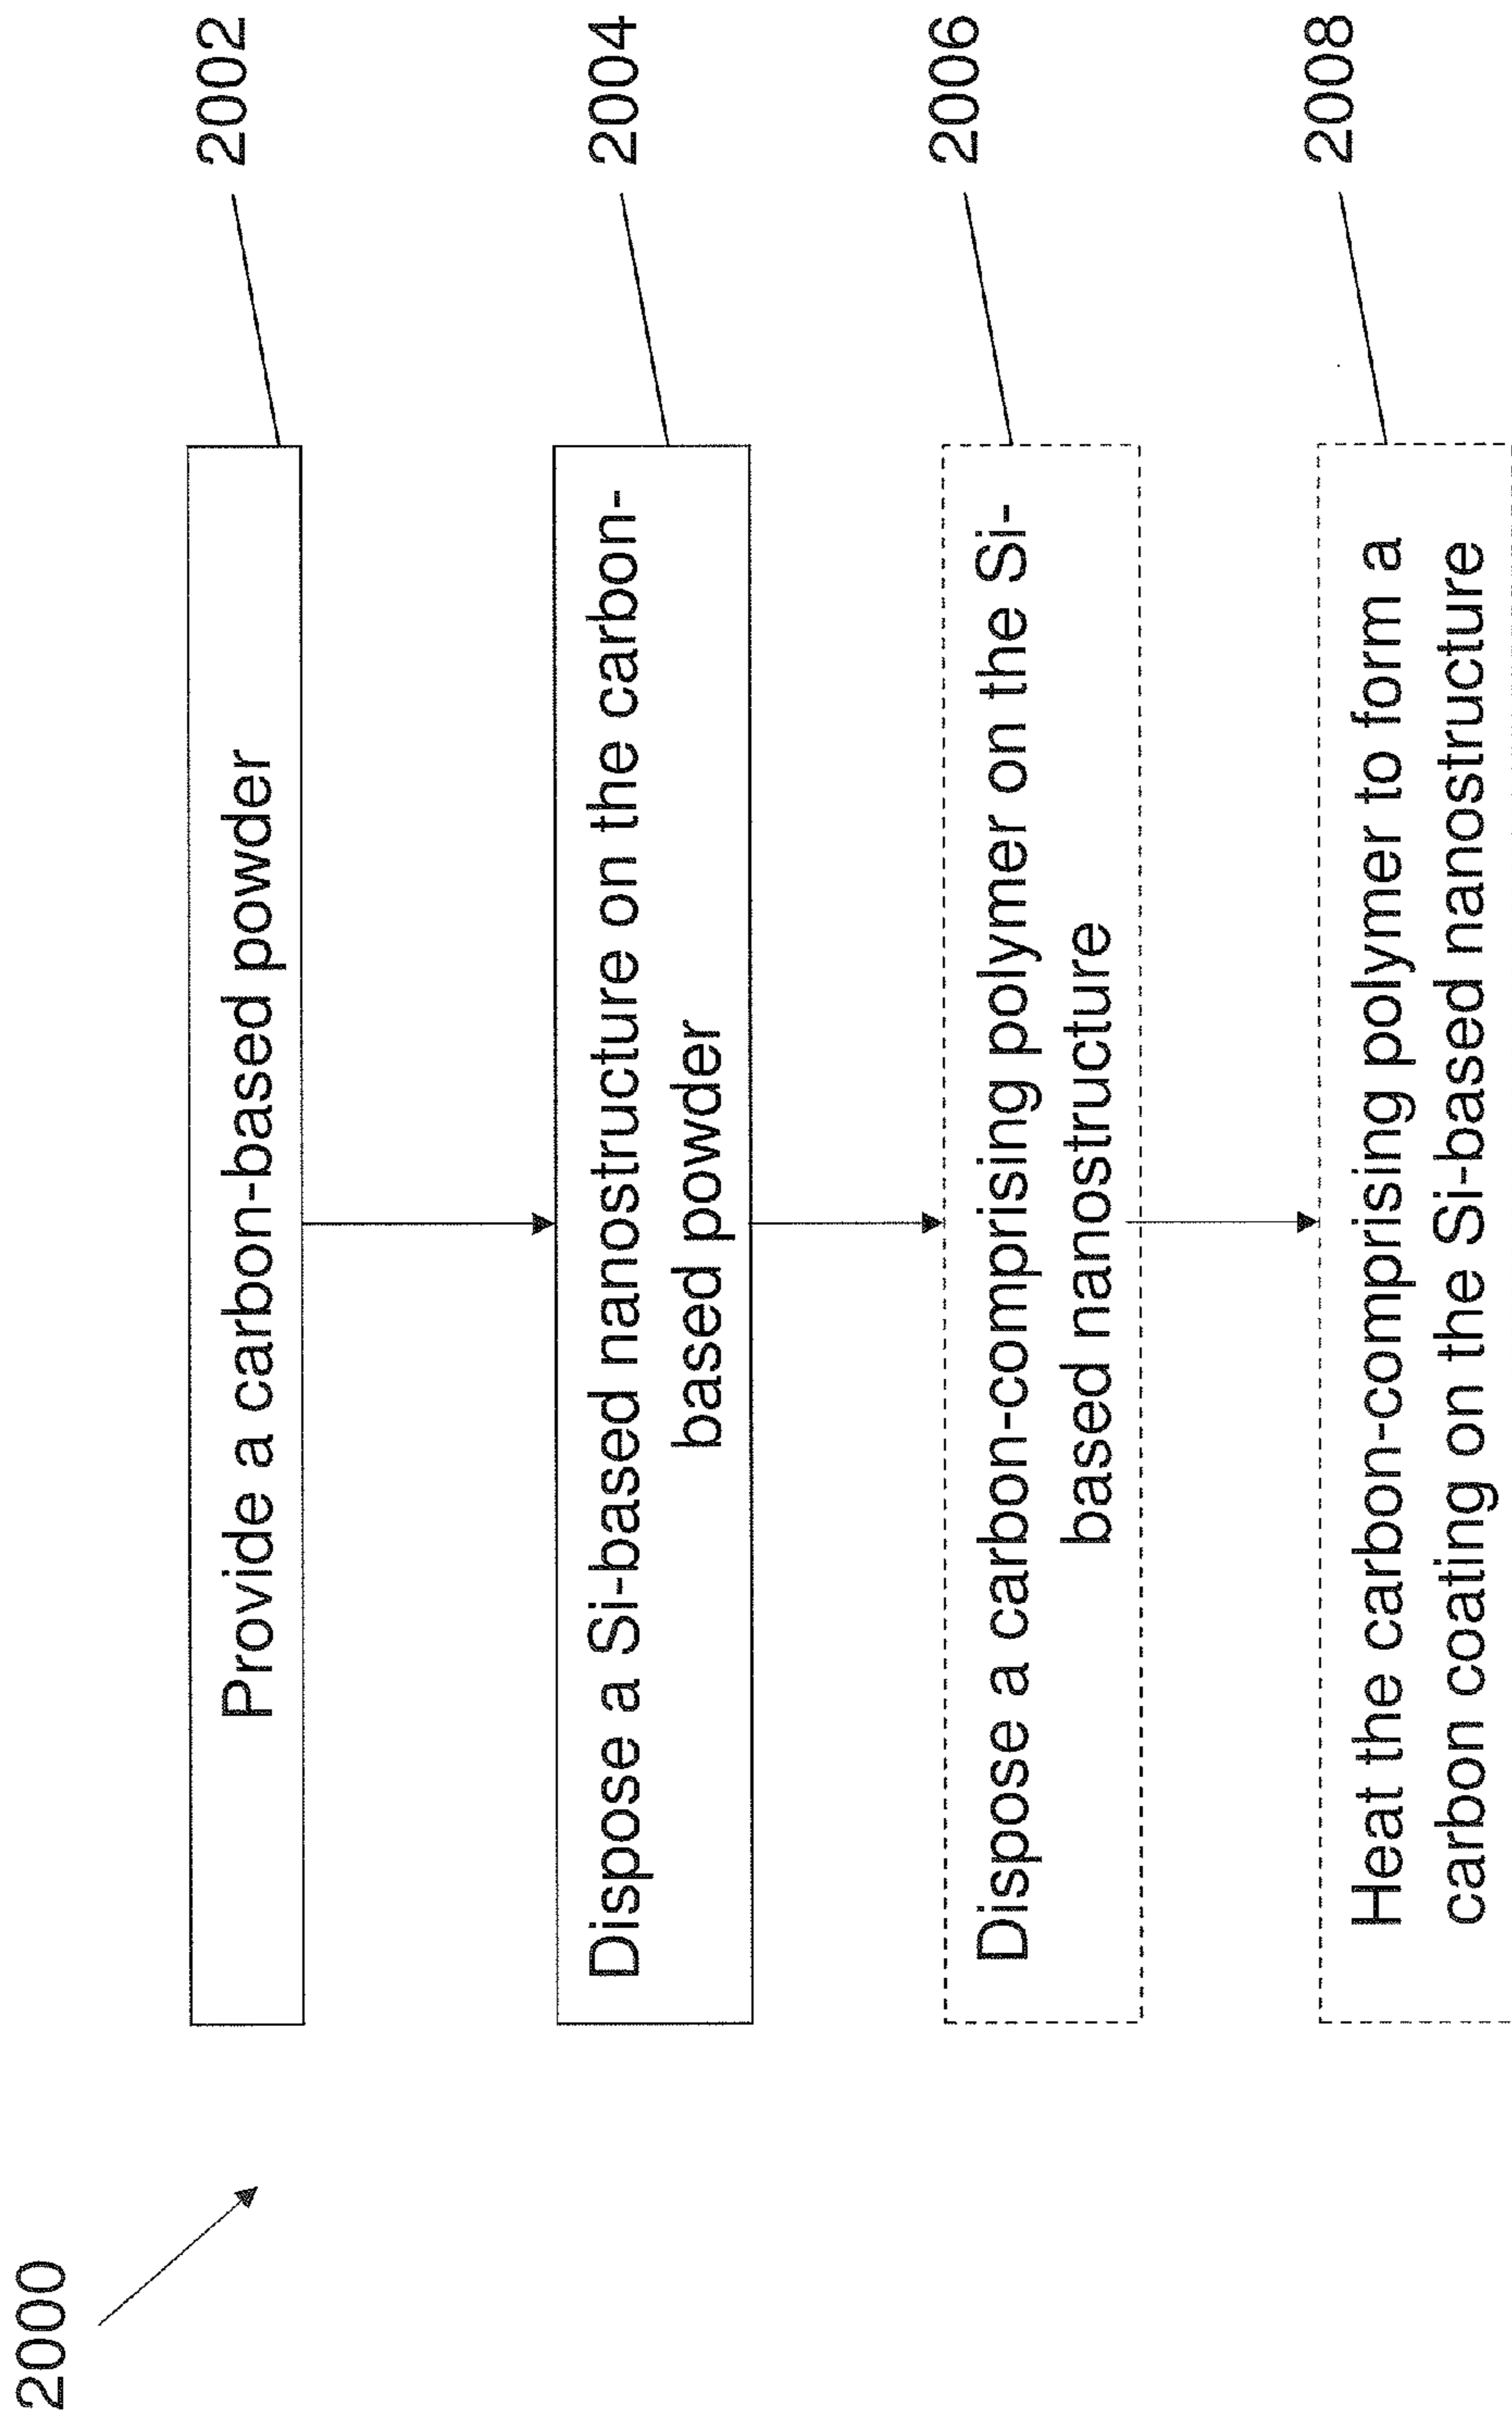 2000
Provide a carbon-based powder
2002
Dispose a Si-based nanostructure on the carbon-
based powder
2004
Dispose a carbon-comprising polymer on the Si-
based nanostructure
2006
Heat the carbon-comprising polymer to form a
carbon coating on the Si-based nanostructure
2008